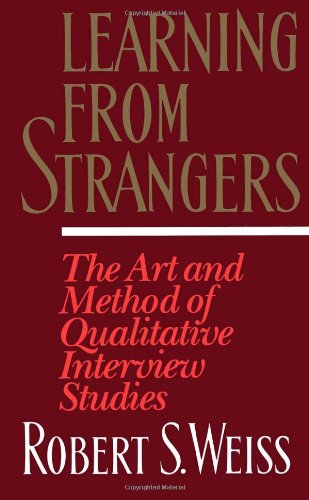 LEARNING
FROM
STRANGERS
The Art and
Method of
Qualitative
Interview
Studies
ROBERT S. WEISS